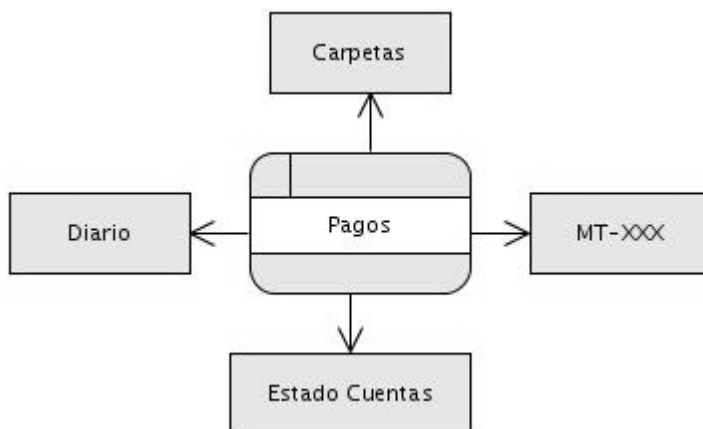 Carpetas
Diario
Pagos
MT-XXX
Estado Cuentas